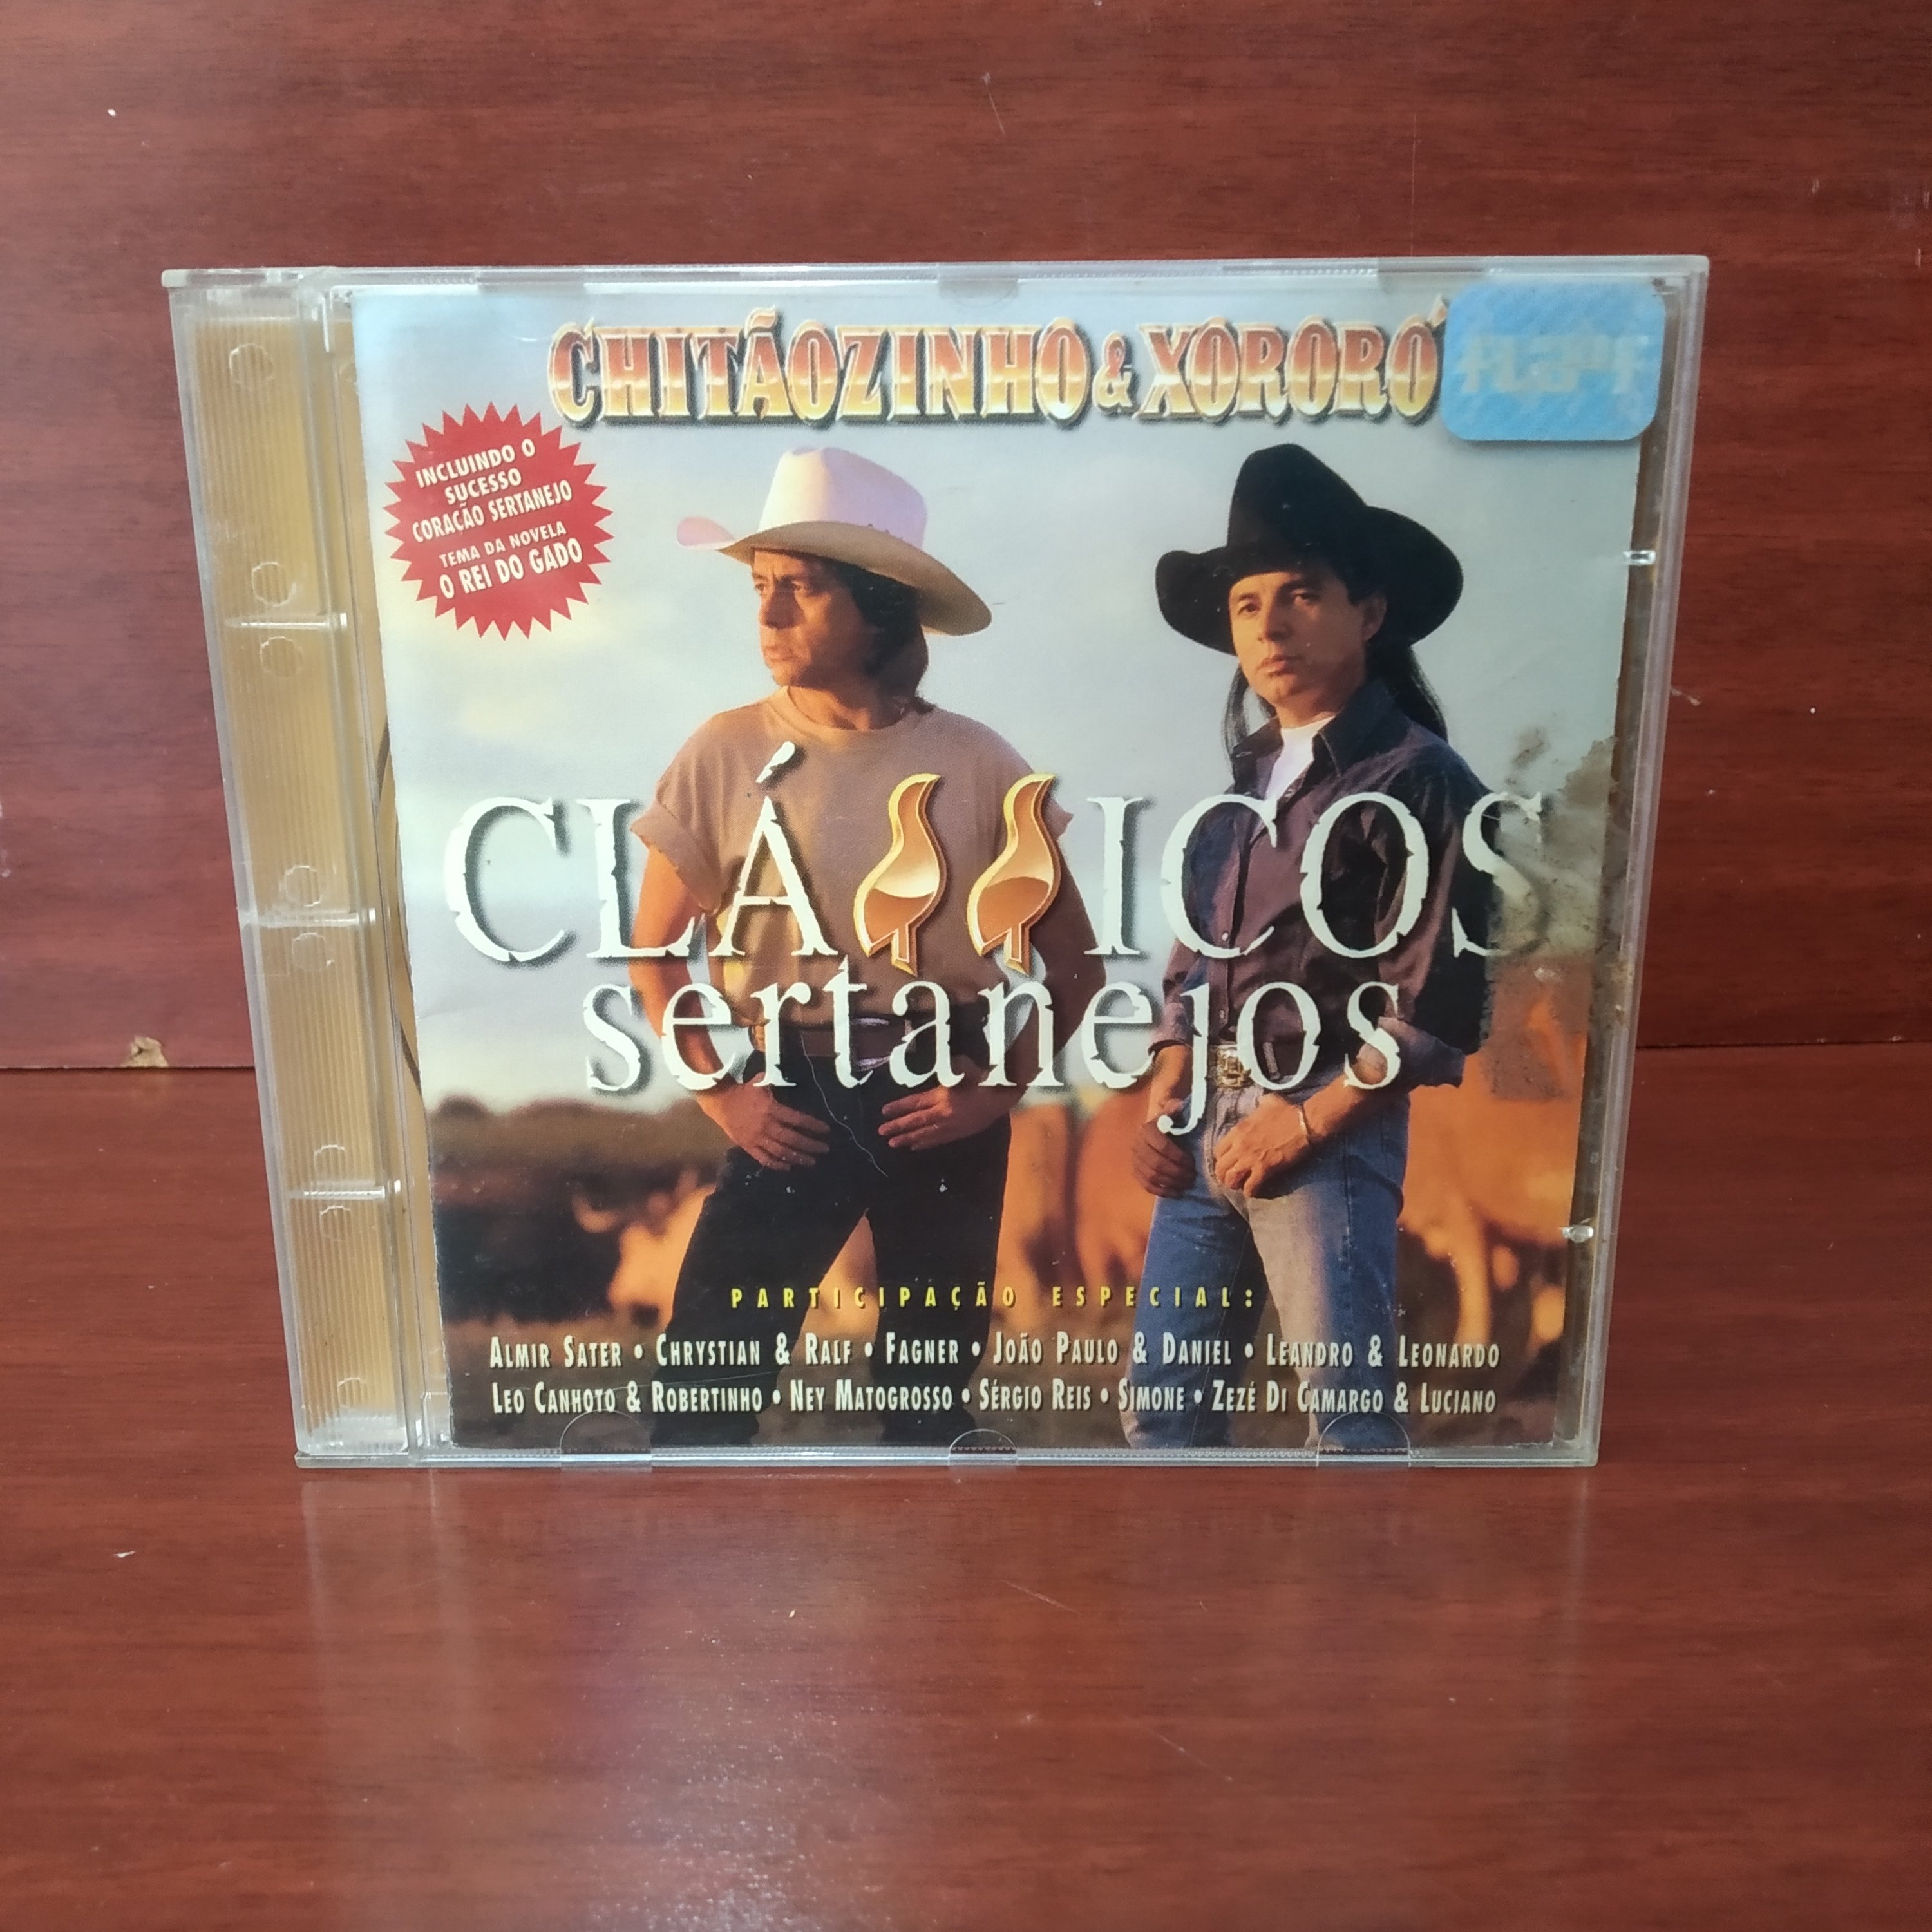 CHITÃOZINHO & XORORÓ
INCLUINDO O
SUCESSO
CORAÇÃO SERTANEJO
TEMA DA NOVELA
O REI DO GADO
CLÁSSICOS
sertanejos
PARTICIPAÇÃO ESPECIAL:
ALMIR SATER • CHRYSTIAN & RALF • FAGNER • JOÃO PAULO & DANIEL • LEANDRO & LEONARDO
LEO CANHOTO & ROBERTINHO • NEY MATOGROSSO • SÉRGIO REIS • SIMONE • ZEZÉ DI CAMARGO & LUCIANO